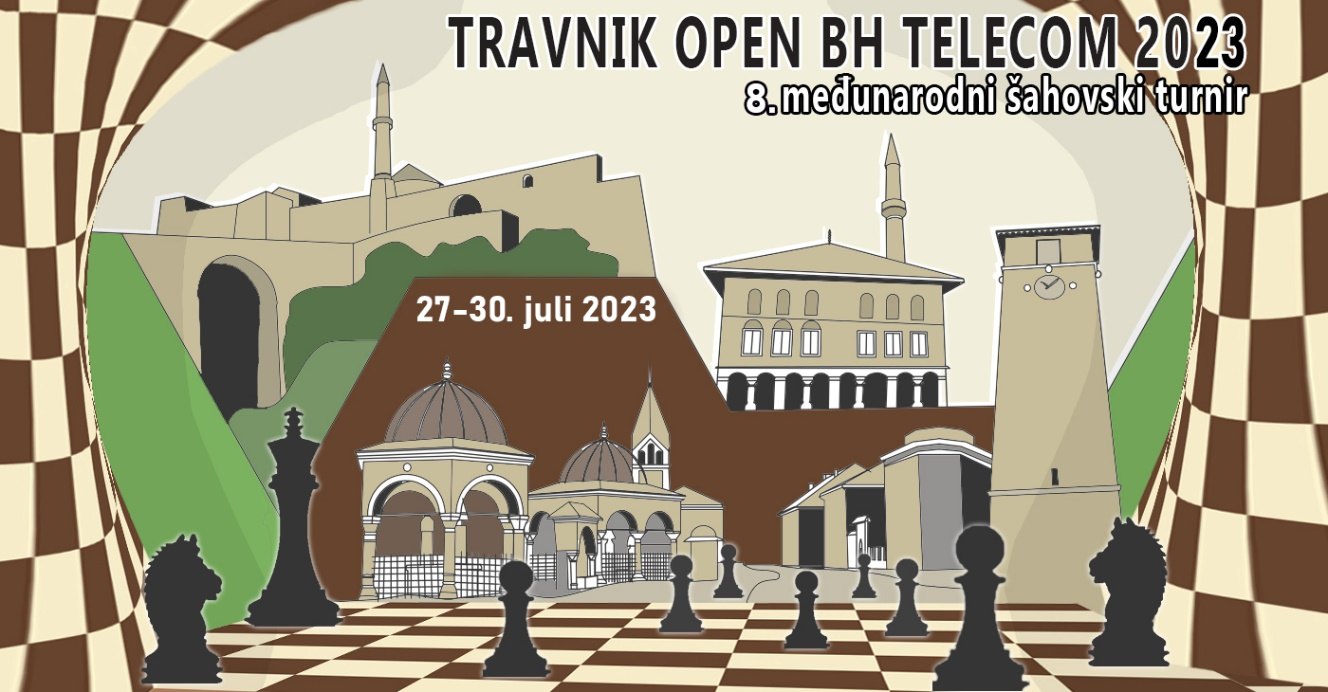 TRAVNIK OPEN BH TELECOM 2023
8. međunarodni šahovski turnir
27-30. juli 2023